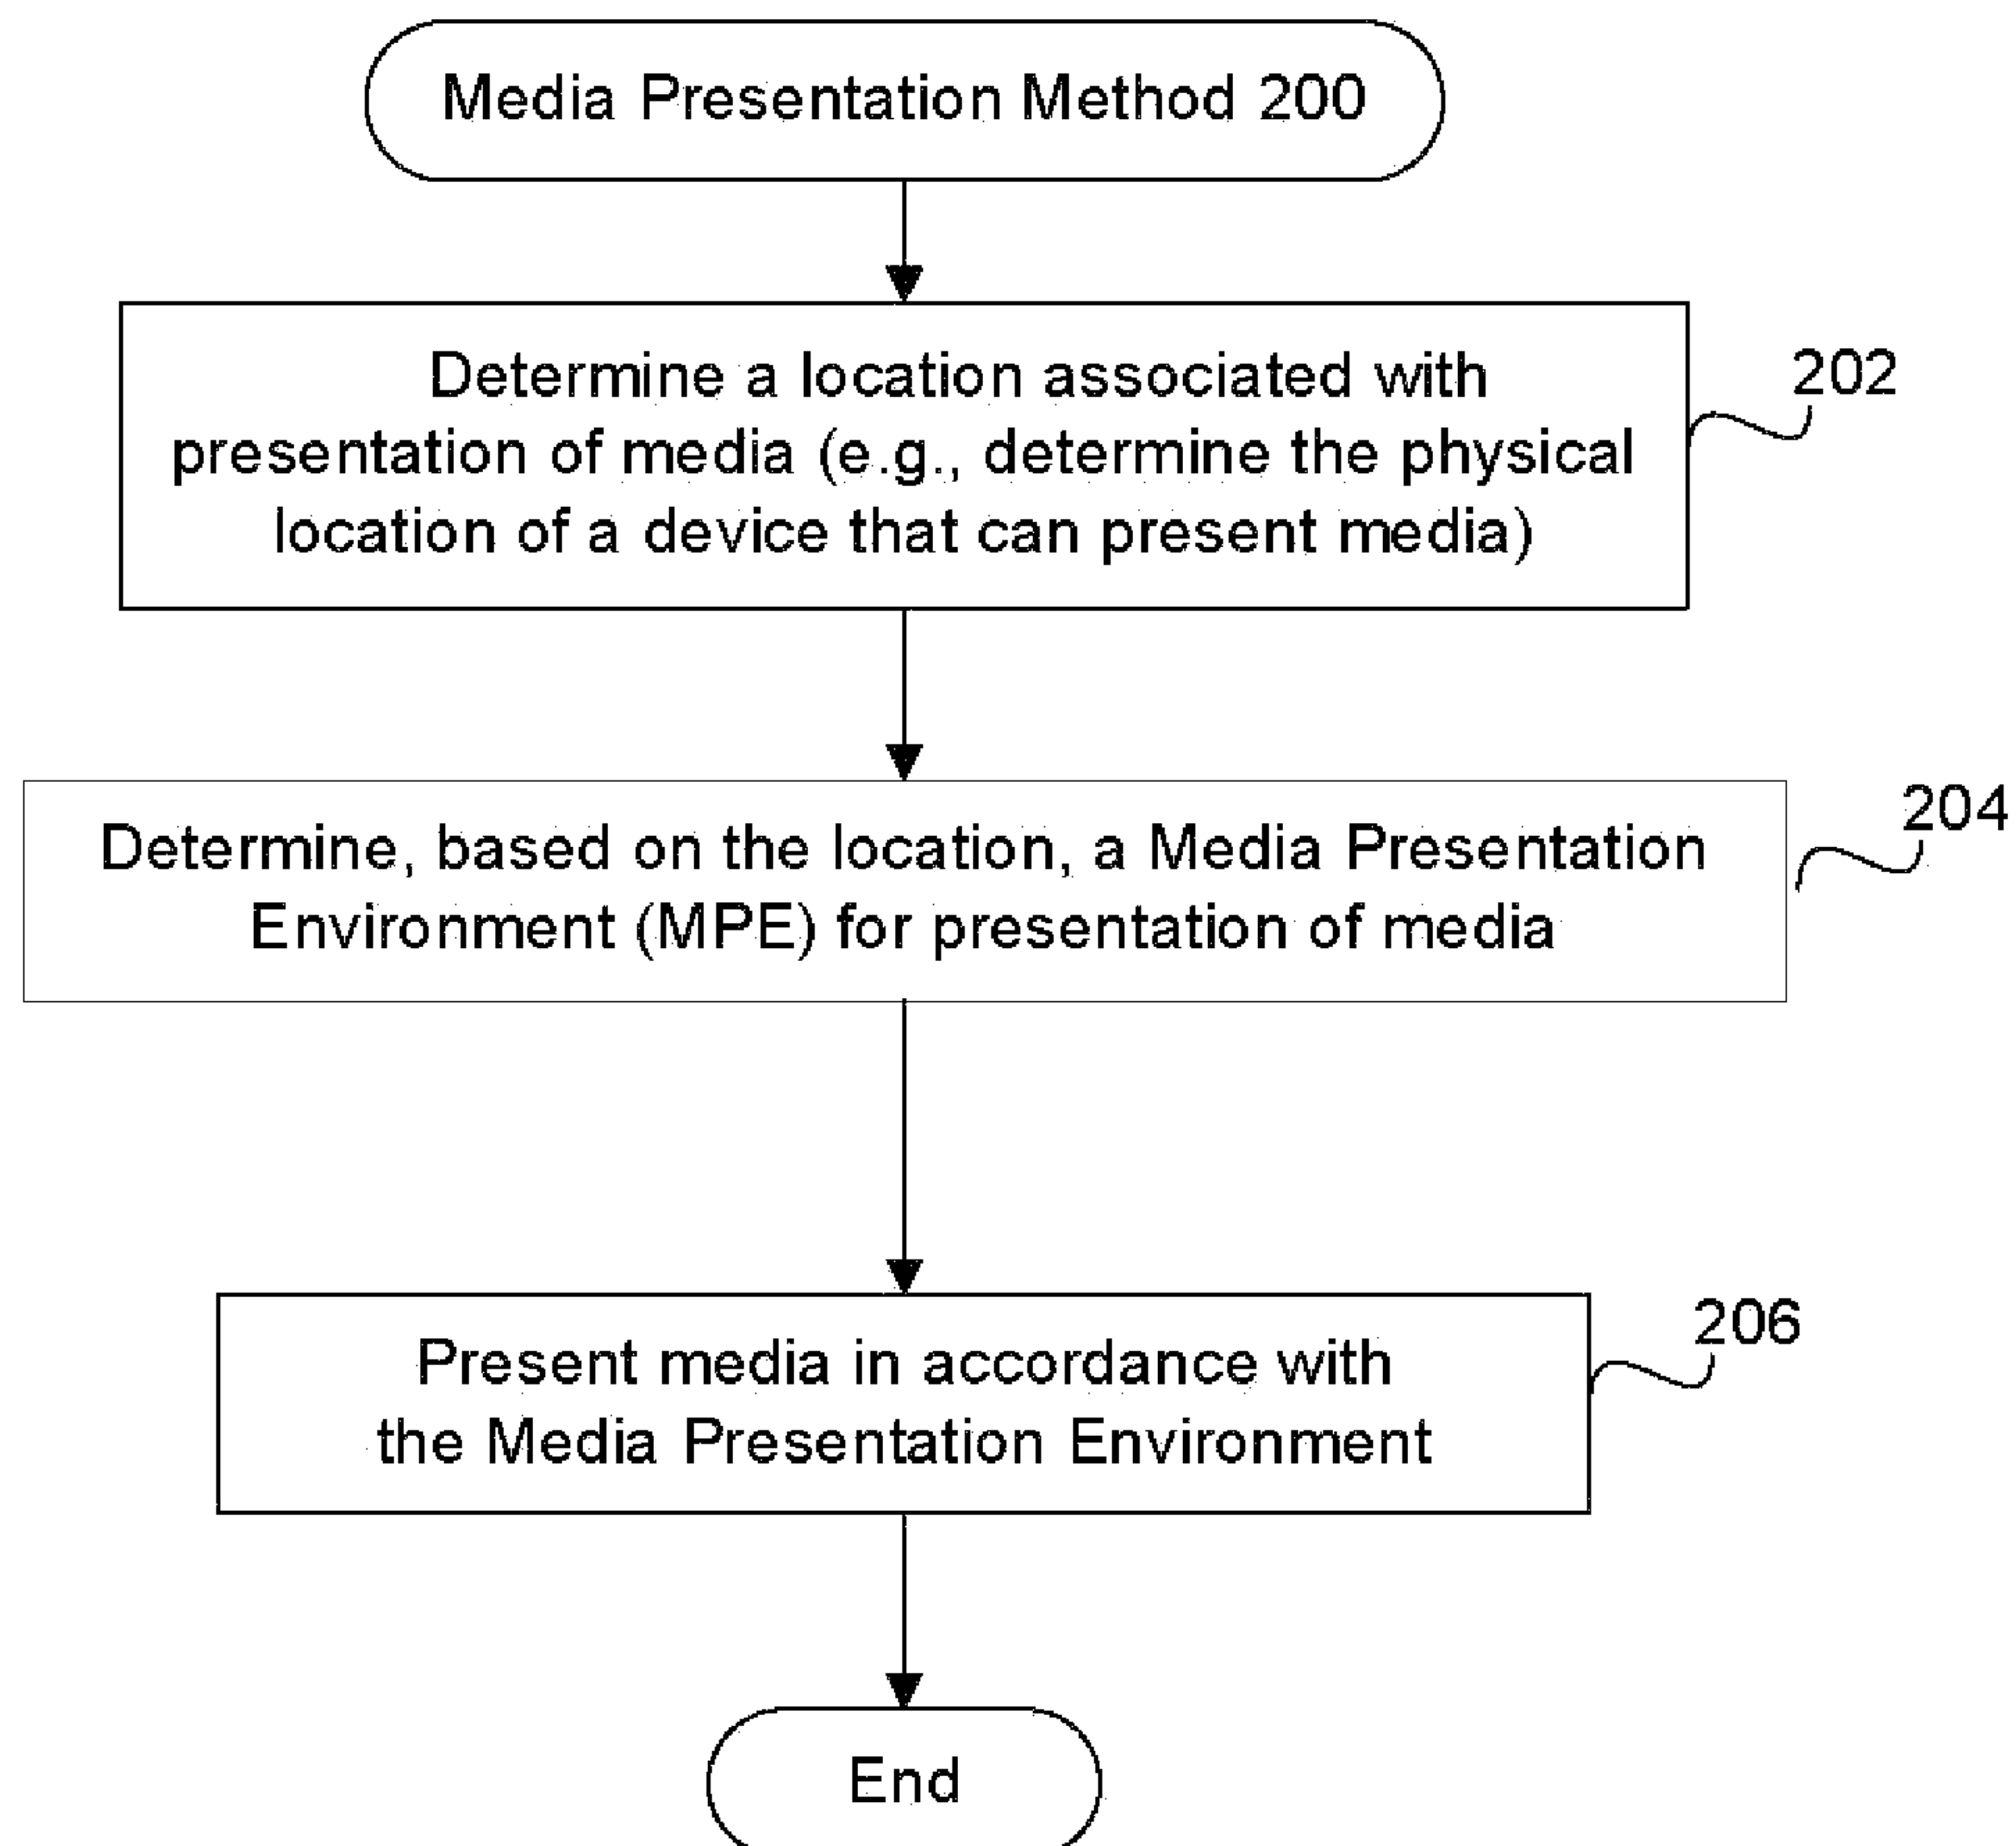 Media Presentation Method 200
Determine a location associated with
presentation of media (e.g., determine the physical
location of a device that can present media)
202
Determine, based on the location, a Media Presentation
Environment (MPE) for presentation of media
204
Present media in accordance with
the Media Presentation Environment
206
End